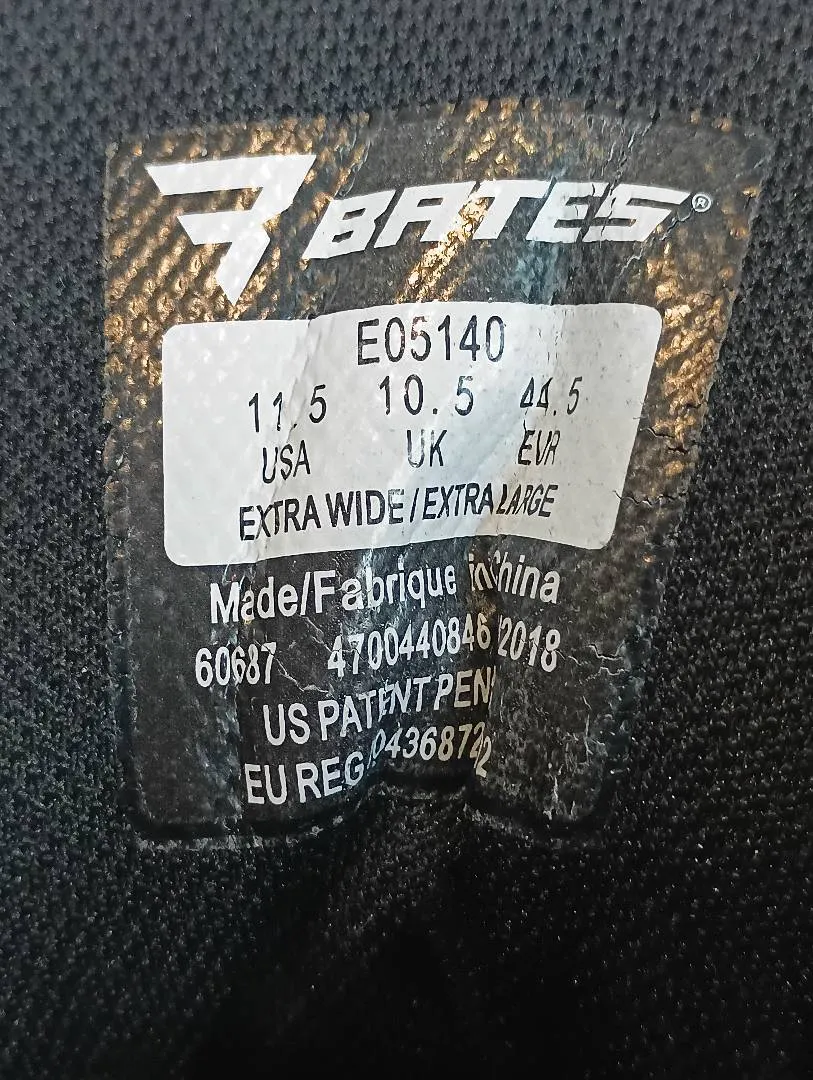 BATES®
E05140
11.5 10.5 44.5
USA UK EUR
EXTRA WIDE / EXTRA LARGE
Made/Fabrique in China
60687 4700440846 2018
US PATENT PEN
EU REG